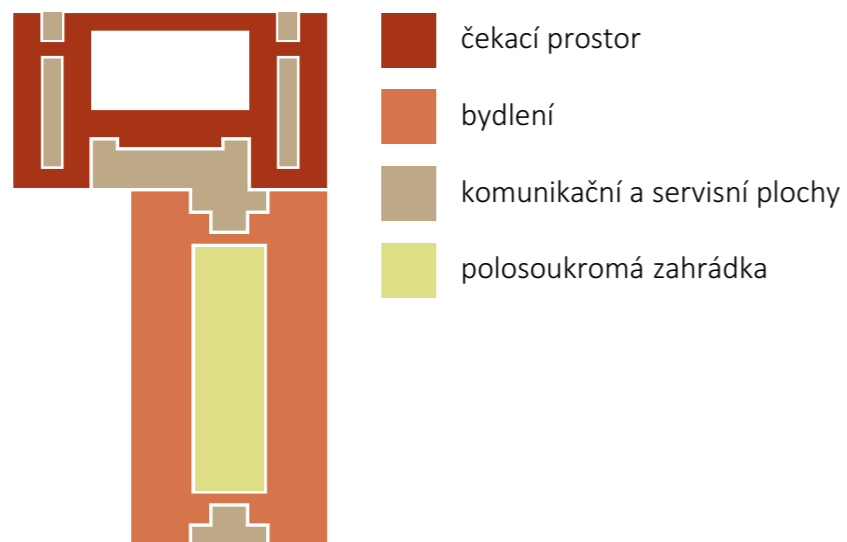 čekací prostor
bydlení
komunikační a servisní plochy
polosoukromá zahrádka